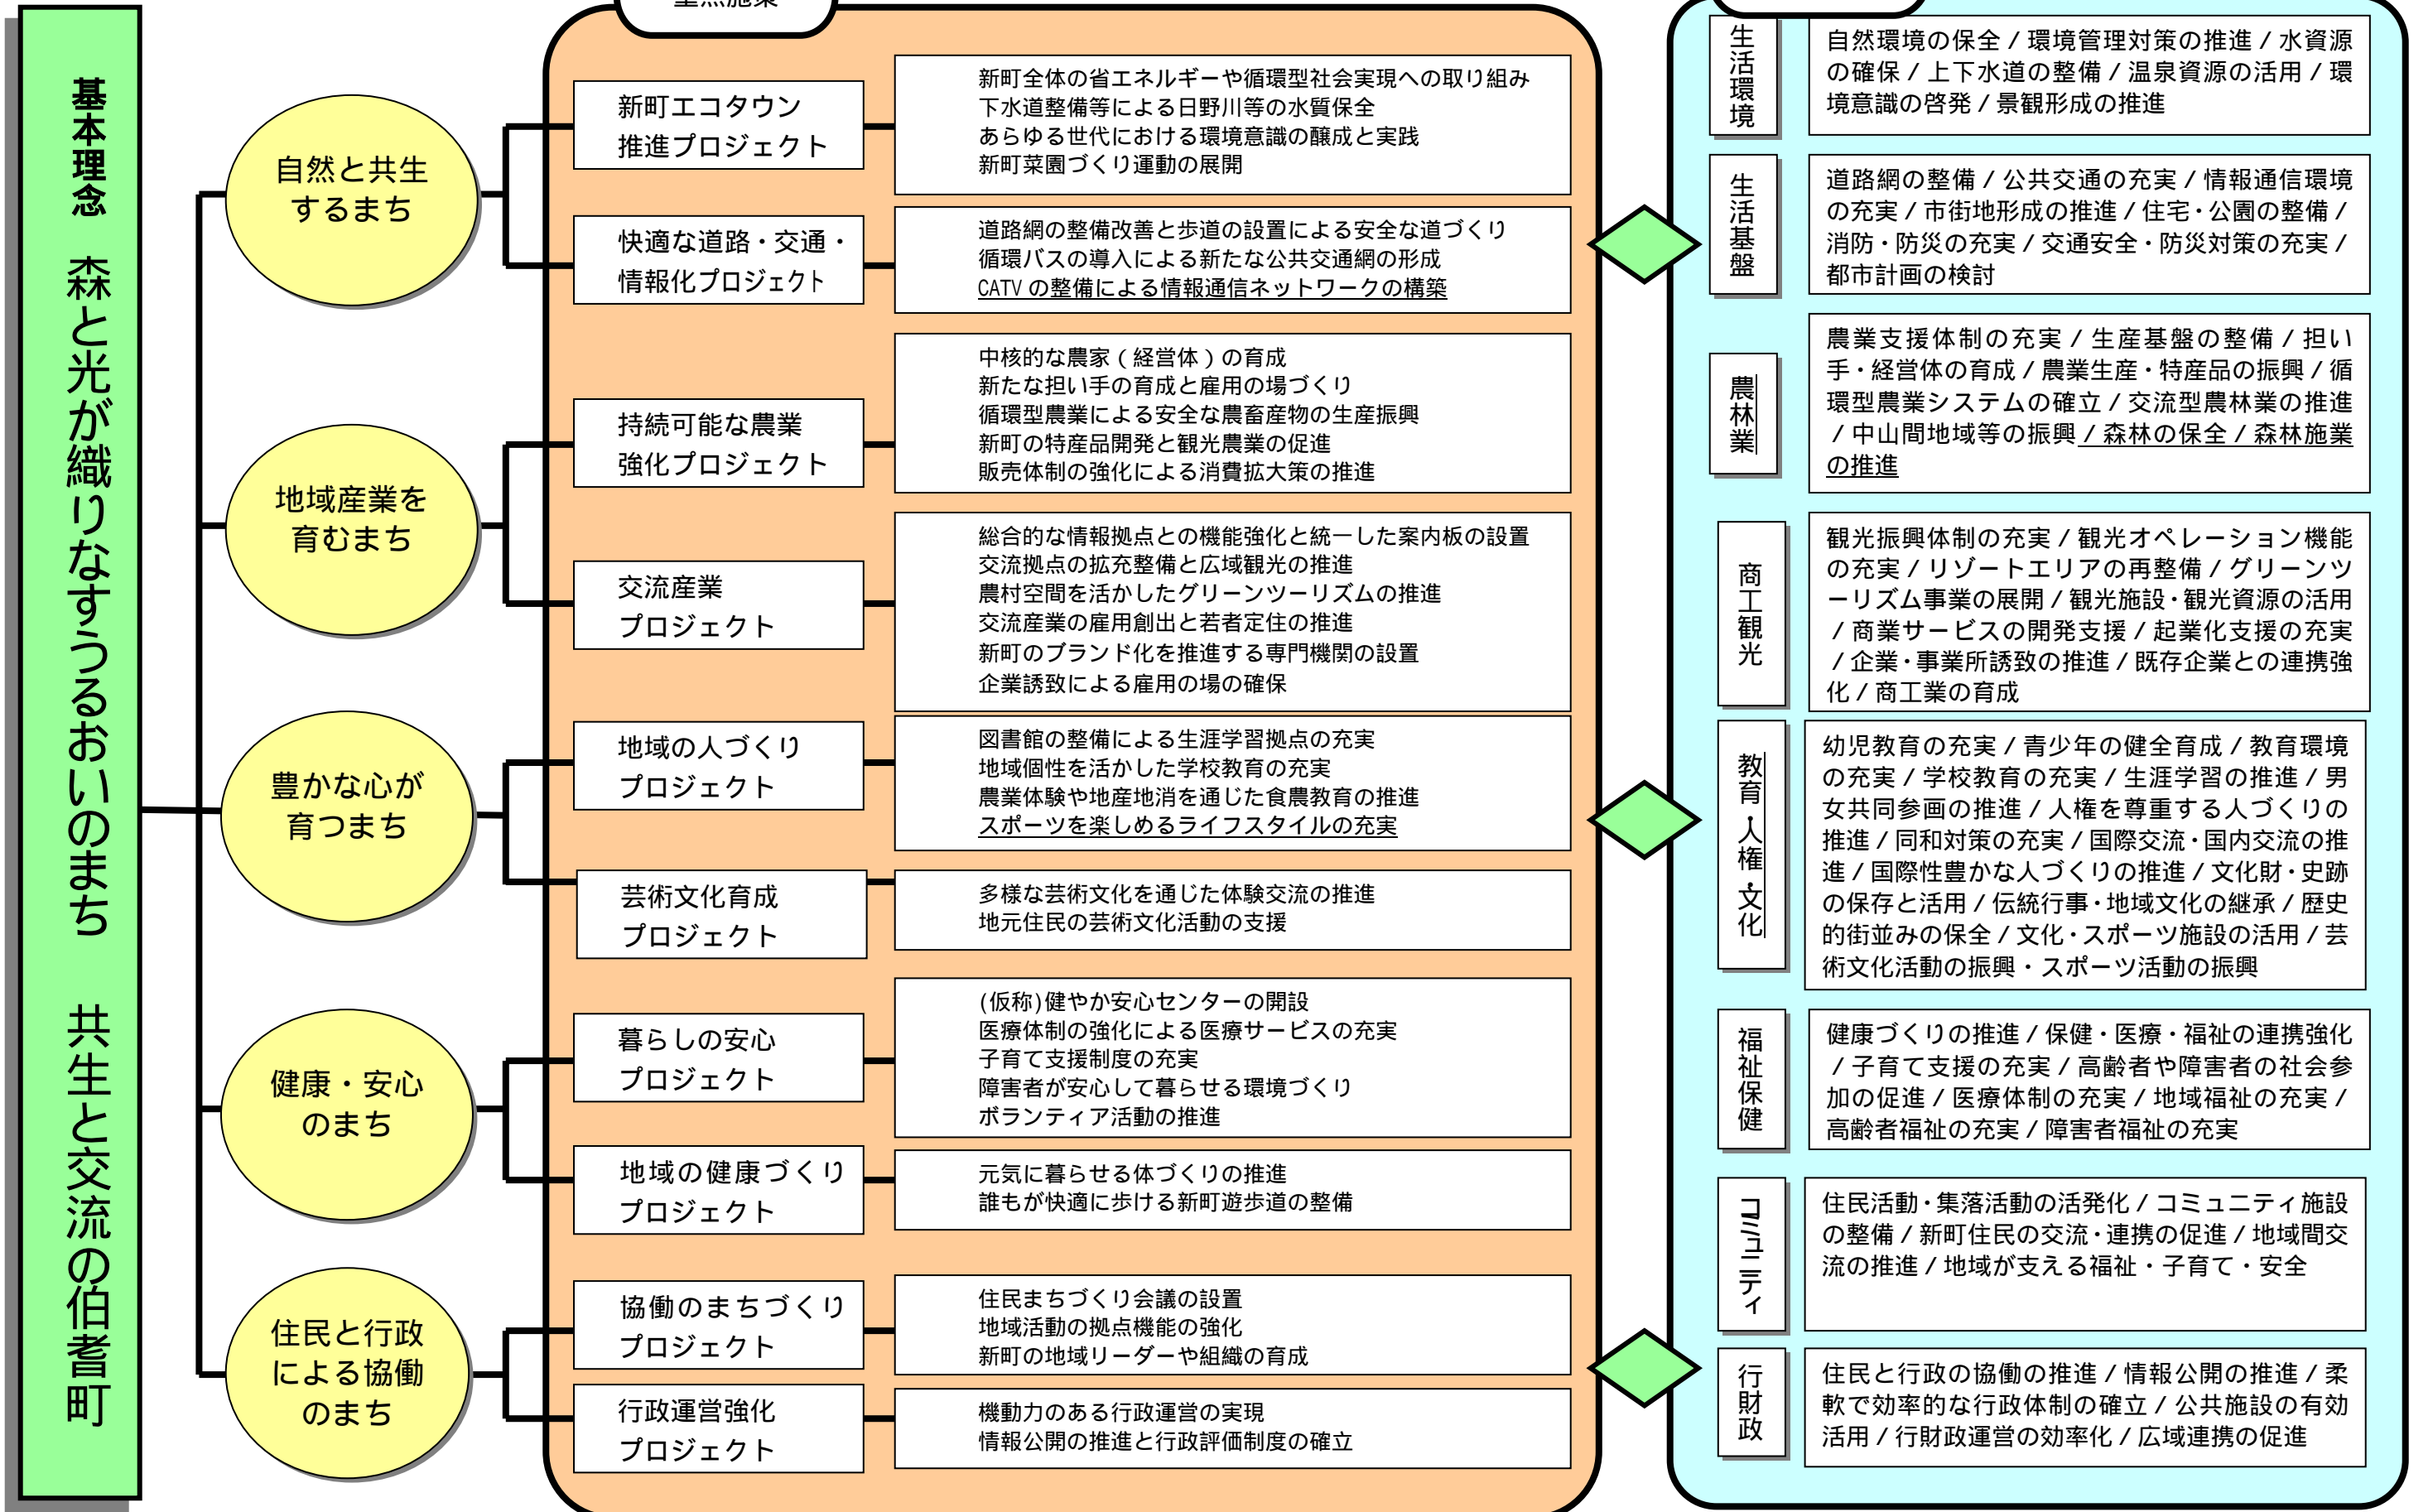 基本理念 森と光が織りなすうるおいのまち 共生と交流の伯耆町
自然と共生
するまち
地域産業を
育むまち
豊かな心が
育つまち
健康・安心
のまち
住民と行政
による協働
のまち
重点施策
新町エコタウン
推進プロジェクト
新町全体の省エネルギーや循環型社会実現への取り組み
下水道整備等による日野川等の水質保全
あらゆる世代における環境意識の醸成と実践
新町菜園づくり運動の展開
快適な道路・交通・
情報化プロジェクト
道路網の整備改善と歩道の設置による安全な道づくり
循環バスの導入による新たな公共交通網の形成
CATVの整備による情報通信ネットワークの構築
持続可能な農業
強化プロジェクト
中核的な農家(経営体)の育成
新たな担い手の育成と雇用の場づくり
循環型農業による安全な農畜産物の生産振興
新町の特産品開発と観光農業の促進
販売体制の強化による消費拡大策の推進
交流産業
プロジェクト
総合的な情報拠点との機能強化と統一した案内板の設置
交流拠点の拡充整備と広域観光の推進
農村空間を活かしたグリーンツーリズムの推進
交流産業の雇用創出と若者定住の推進
新町のブランド化を推進する専門機関の設置
企業誘致による雇用の場の確保
地域の人づくり
プロジェクト
図書館の整備による生涯学習拠点の充実
地域個性を活かした学校教育の充実
農業体験や地産地消を通じた食農教育の推進
スポーツを楽しめるライフスタイルの充実
芸術文化育成
プロジェクト
多様な芸術文化を通じた体験交流の推進
地元住民の芸術文化活動の支援
暮らしの安心
プロジェクト
(仮称)健やか安心センターの開設
医療体制の強化による医療サービスの充実
子育て支援制度の充実
障害者が安心して暮らせる環境づくり
ボランティア活動の推進
地域の健康づくり
プロジェクト
元気に暮らせる体づくりの推進
誰もが快適に歩ける新町遊歩道の整備
協働のまちづくり
プロジェクト
住民まちづくり会議の設置
地域活動の拠点機能の強化
新町の地域リーダーや組織の育成
行政運営強化
プロジェクト
機動力のある行政運営の実現
情報公開の推進と行政評価制度の確立
生活環境
自然環境の保全/環境管理対策の推進/水資源
の確保/上下水道の整備/温泉資源の活用/環
境意識の啓発/景観形成の推進
生活基盤
道路網の整備/公共交通の充実/情報通信環境
の充実/市街地形成の推進/住宅・公園の整備/
消防・防災の充実/交通安全・防災対策の充実/
都市計画の検討
農林業
農業支援体制の充実/生産基盤の整備/担い
手・経営体の育成/農業生産・特産品の振興/循
環型農業システムの確立/交流型農林業の推進
/中山間地域等の振興/森林の保全/森林施業
の推進
商工観光
観光振興体制の充実/観光オペレーション機能
の充実/リゾートエリアの再整備/グリーンツ
ーリズム事業の展開/観光施設・観光資源の活用
/商業サービスの開発支援/起業化支援の充実
/企業・事業所誘致の推進/既存企業との連携強
化/商工業の育成
教育・人権・文化
幼児教育の充実/青少年の健全育成/教育環境
の充実/学校教育の充実/生涯学習の推進/男
女共同参画の推進/人権を尊重する人づくりの
推進/同和対策の充実/国際交流・国内交流の推
進/国際性豊かな人づくりの推進/文化財・史跡
の保存と活用/伝統行事・地域文化の継承/歴史
的街並みの保全/文化・スポーツ施設の活用/芸
術文化活動の振興・スポーツ活動の振興
福祉保健
健康づくりの推進/保健・医療・福祉の連携強化
/子育て支援の充実/高齢者や障害者の社会参
加の促進/医療体制の充実/地域福祉の充実/
高齢者福祉の充実/障害者福祉の充実
コミュニティ
住民活動・集落活動の活発化/コミュニティ施設
の整備/新町住民の交流・連携の促進/地域間交
流の推進/地域が支える福祉・子育て・安全
行財政
住民と行政の協働の推進/情報公開の推進/柔
軟で効率的な行政体制の確立/公共施設の有効
活用/行財政運営の効率化/広域連携の促進